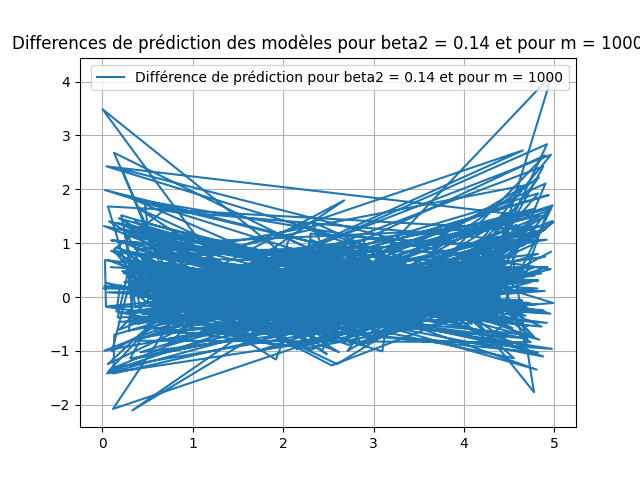 Differences de prédiction des modèles pour beta2 = 0.14 et pour m = 1000
Différence de prédiction pour beta2 = 0.14 et pour m = 1000
4
3
2
1
0
−1
−2
0 1 2 3 4 5